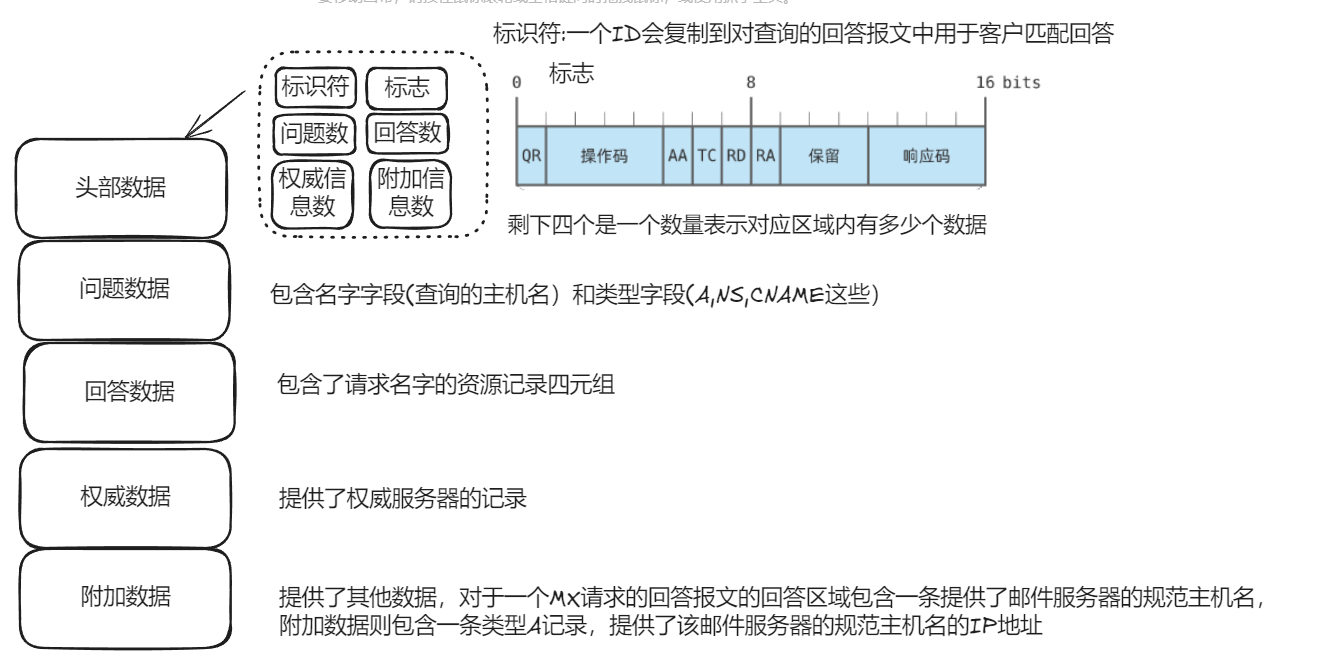 标识符:一个ID会复制到对查询的回答报文中用于客户匹配回答
标识符 标志
问题数 回答数
权威信
息数
附加信
息数
标志
0 8 16 bits
QR 操作码 AA TC RD RA 保留 响应码
剩下四个是一个数量表示对应区域内有多少个数据
头部数据
问题数据
包含名字字段(查询的主机名）和类型字段(A,NS,CNAME这些）
回答数据
包含了请求名字的资源记录四元组
权威数据
提供了权威服务器的记录
附加数据
提供了其他数据，对于一个MX请求的回答报文的回答区域包含一条提供了邮件服务器的规范主机名，
附加数据则包含一条类型A记录，提供了该邮件服务器的规范主机名的IP地址